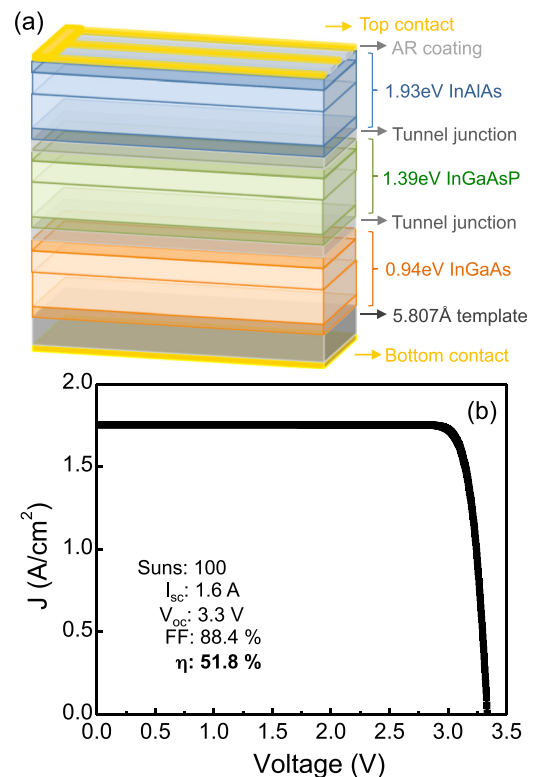 (a)
Top contact
AR coating
1.93eV InAlAs
Tunnel junction
1.39eV InGaAsP
Tunnel junction
0.94eV InGaAs
5.807Å template
Bottom contact
(b)
2.0
1.5
1.0
0.5
0.0
J (A/cm²)
Suns: 100
Isc: 1.6 A
Voc: 3.3 V
FF: 88.4 %
η: 51.8 %
0.0 0.5 1.0 1.5 2.0 2.5 3.0 3.5
Voltage (V)